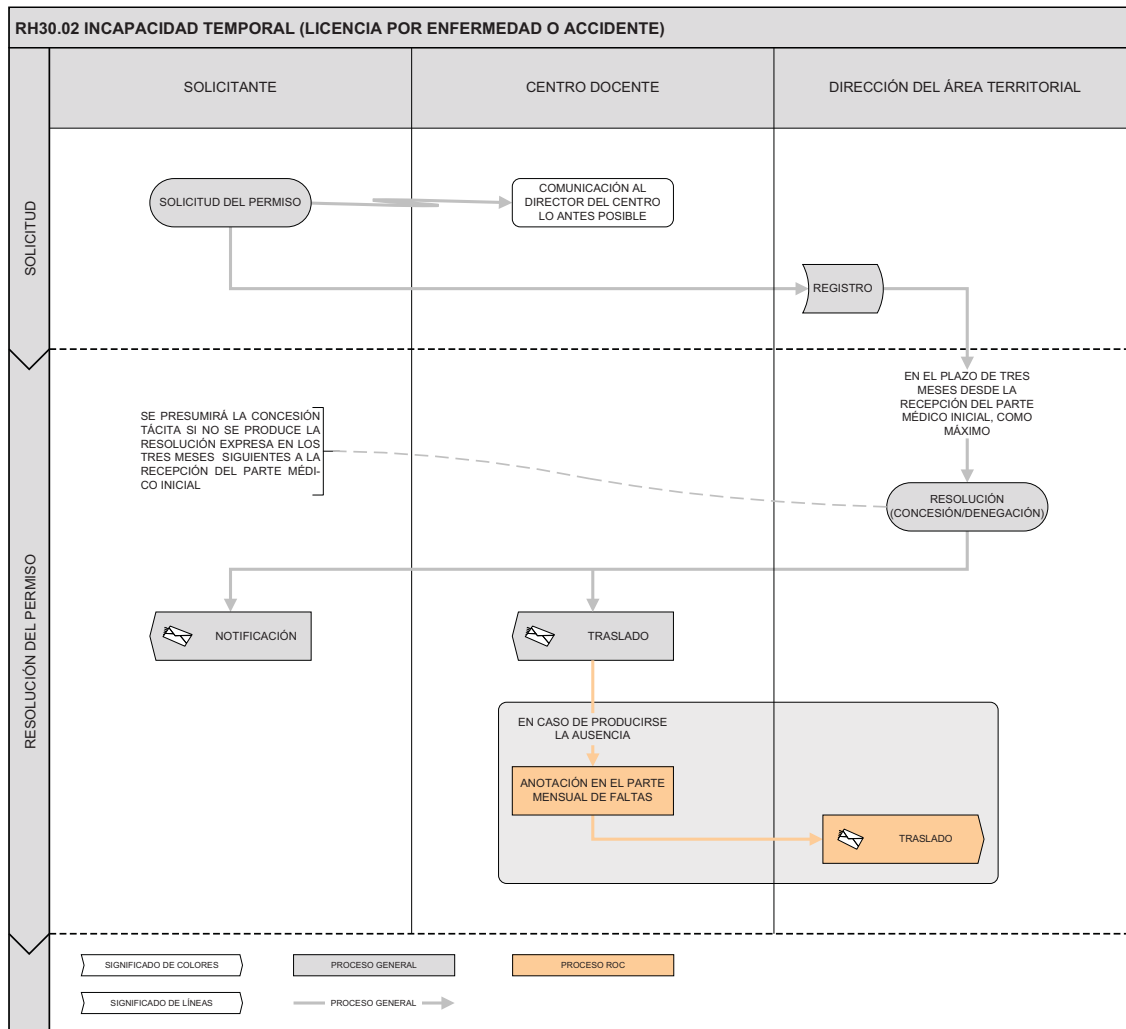 RH30.02 INCAPACIDAD TEMPORAL (LICENCIA POR ENFERMEDAD O ACCIDENTE)
SOLICITANTE
CENTRO DOCENTE
DIRECCIÓN DEL ÁREA TERRITORIAL
SOLICITUD
SOLICITUD DEL PERMISO
COMUNICACIÓN AL
DIRECTOR DEL CENTRO
LO ANTES POSIBLE
REGISTRO
RESOLUCIÓN DEL PERMISO
EN EL PLAZO DE TRES
MESES DESDE LA
RECEPCIÓN DEL PARTE
MÉDICO INICIAL, COMO
MÁXIMO
SE PRESUMIRÁ LA CONCESIÓN
TÁCITA SI NO SE PRODUCE LA
RESOLUCIÓN EXPRESA EN LOS
TRES MESES SIGUIENTES A LA
RECEPCIÓN DEL PARTE MÉDI-
CO INICIAL
RESOLUCIÓN
(CONCESIÓN/DENEGACIÓN)
NOTIFICACIÓN
TRASLADO
EN CASO DE PRODUCIRSE
LA AUSENCIA
ANOTACIÓN EN EL PARTE
MENSUAL DE FALTAS
TRASLADO
SIGNIFICADO DE COLORES
PROCESO GENERAL
PROCESO ROC
SIGNIFICADO DE LÍNEAS
PROCESO GENERAL